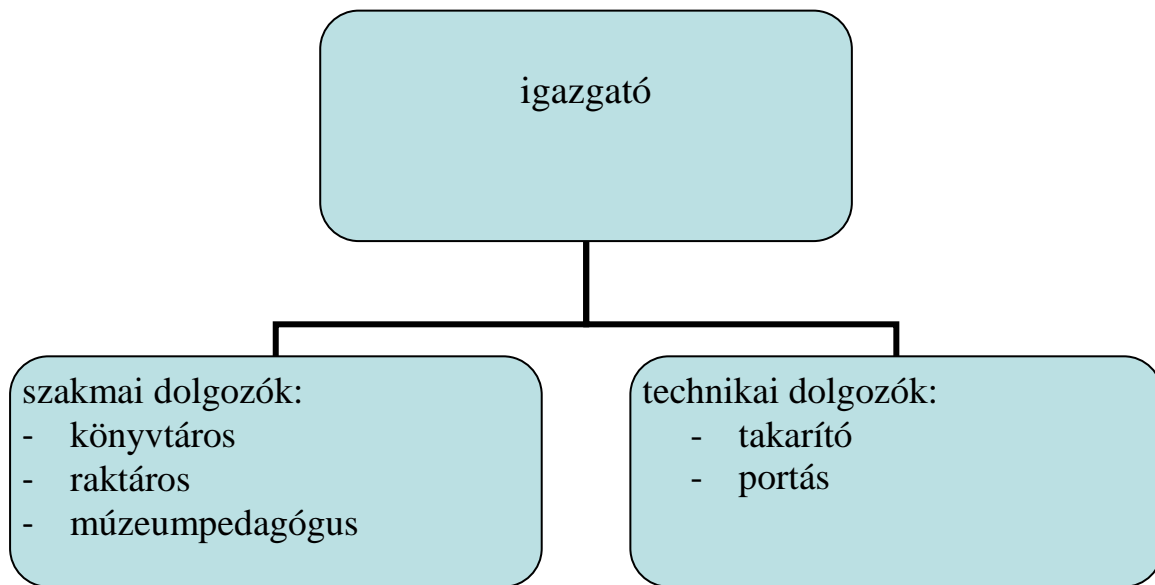 igazgató
szakmai dolgozók:
- könyvtáros
- raktáros
- múzeumpedagógus
technikai dolgozók:
- takarító
- portás